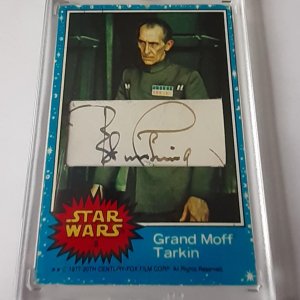 STAR
WARS
Grand Moff
Tarkin
1977 20TH CENTURY-FOX FILM CORP. All Rights Reserved.